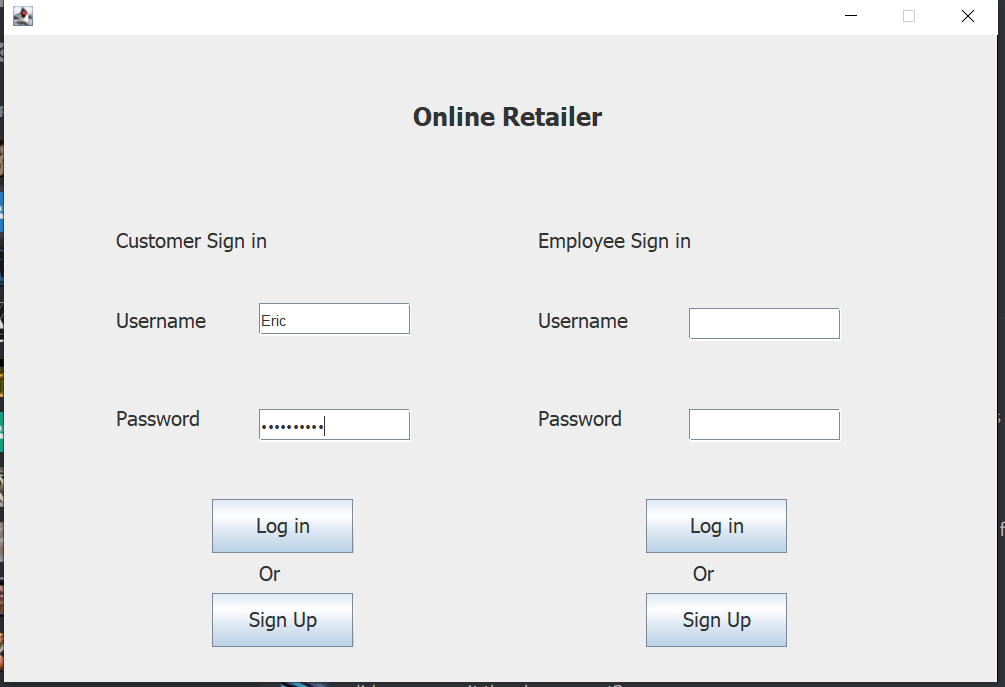 Online Retailer
Customer Sign in
Employee Sign in
Username
Eric
Username
Password
••••••••••
Password
Log in
Log in
Or
Or
Sign Up
Sign Up